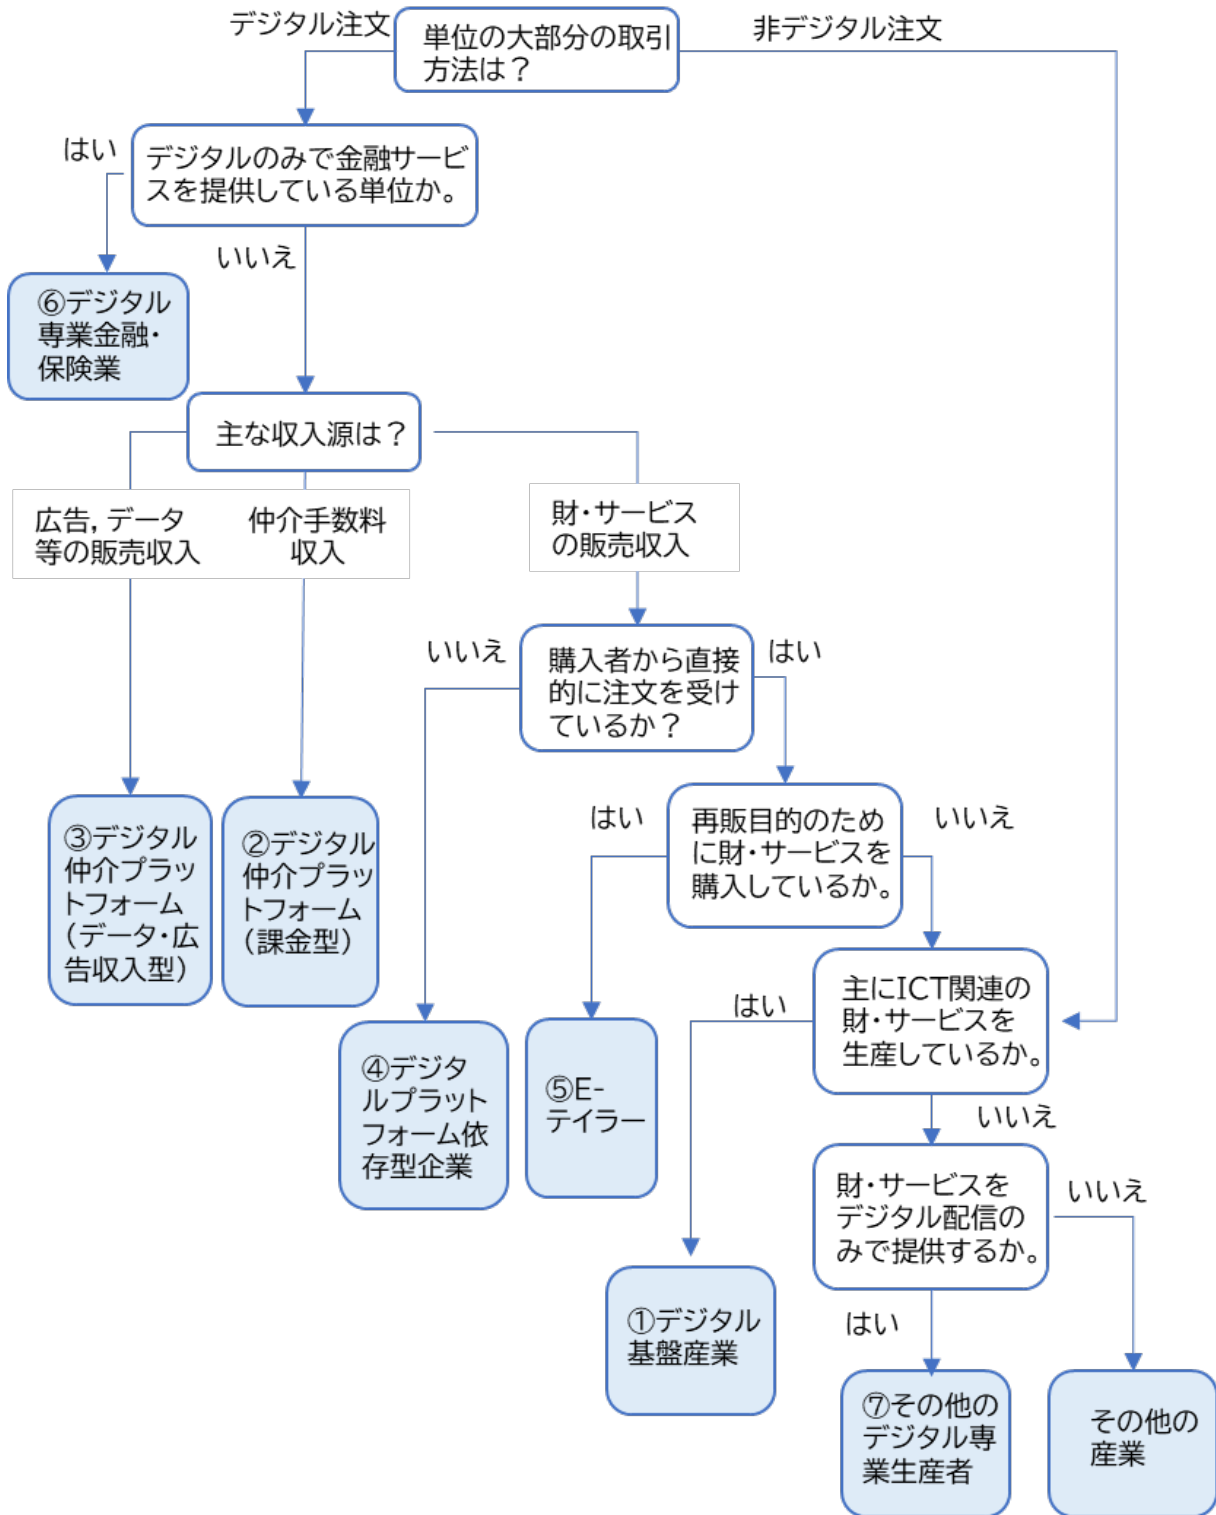 デジタル注文
単位の大部分の取引
方法は？
非デジタル注文
はい
デジタルのみで金融サービ
スを提供している単位か。
いいえ
⑥デジタル
専業金融・
保険業
主な収入源は？
広告，データ
等の販売収入
仲介手数料
収入
財・サービス
の販売収入
いいえ
購入者から直接
的に注文を受け
ているか？
はい
③デジタル
仲介プラッ
トフォーム
（データ・広
告収入型）
②デジタル
仲介プラッ
トフォーム
（課金型）
はい
再販目的のため
に財・サービスを
購入しているか。
いいえ
はい
主にICT関連の
財・サービスを
生産しているか。
④デジタ
ルプラット
フォーム依
存型企業
⑤E-
テイラー
いいえ
財・サービスを
デジタル配信の
みで提供するか。
いいえ
①デジタル
基盤産業
はい
⑦その他の
デジタル専
業生産者
その他の
産業